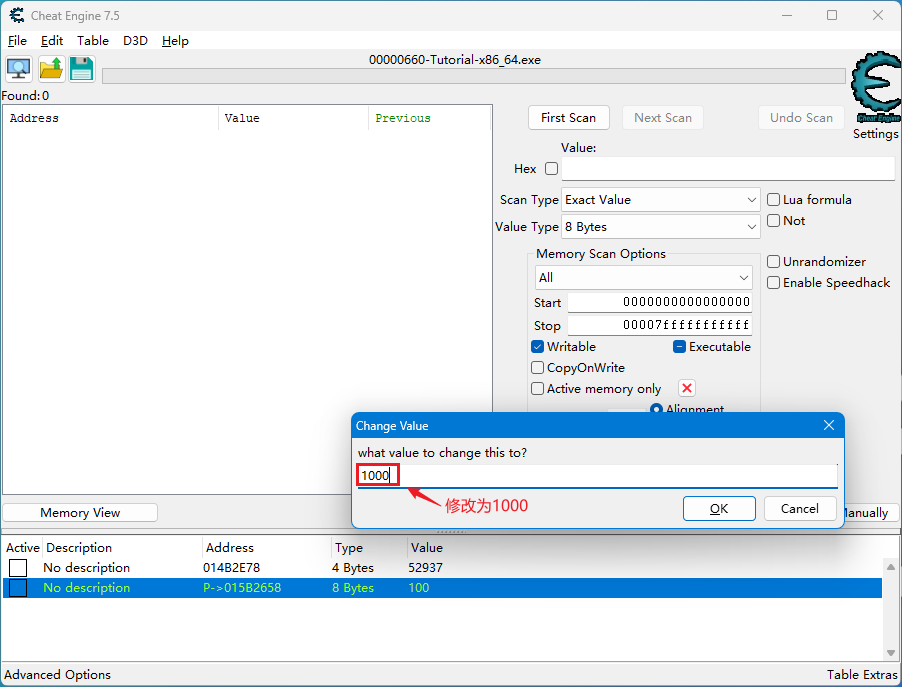 Cheat Engine 7.5
File Edit Table D3D Help
00000660-Tutorial-x86_64.exe
Found: 0
Cheat Engine
Settings
Address Value Previous
First Scan Next Scan Undo Scan
Value:
Hex
Scan Type Exact Value
Lua formula
Value Type 8 Bytes
Not
Memory Scan Options
All
Unrandomizer
Enable Speedhack
Start 0000000000000000
Stop 00007fffffffffff
Writable Executable
CopyOnWrite
Active memory only
Alignment
Change Value
what value to change this to?
1000
修改为1000
OK Cancel
Memory View
Manually
Active Description Address Type Value
No description 014B2E78 4 Bytes 52937
No description P->015B2658 8 Bytes 100
Advanced Options Table Extras